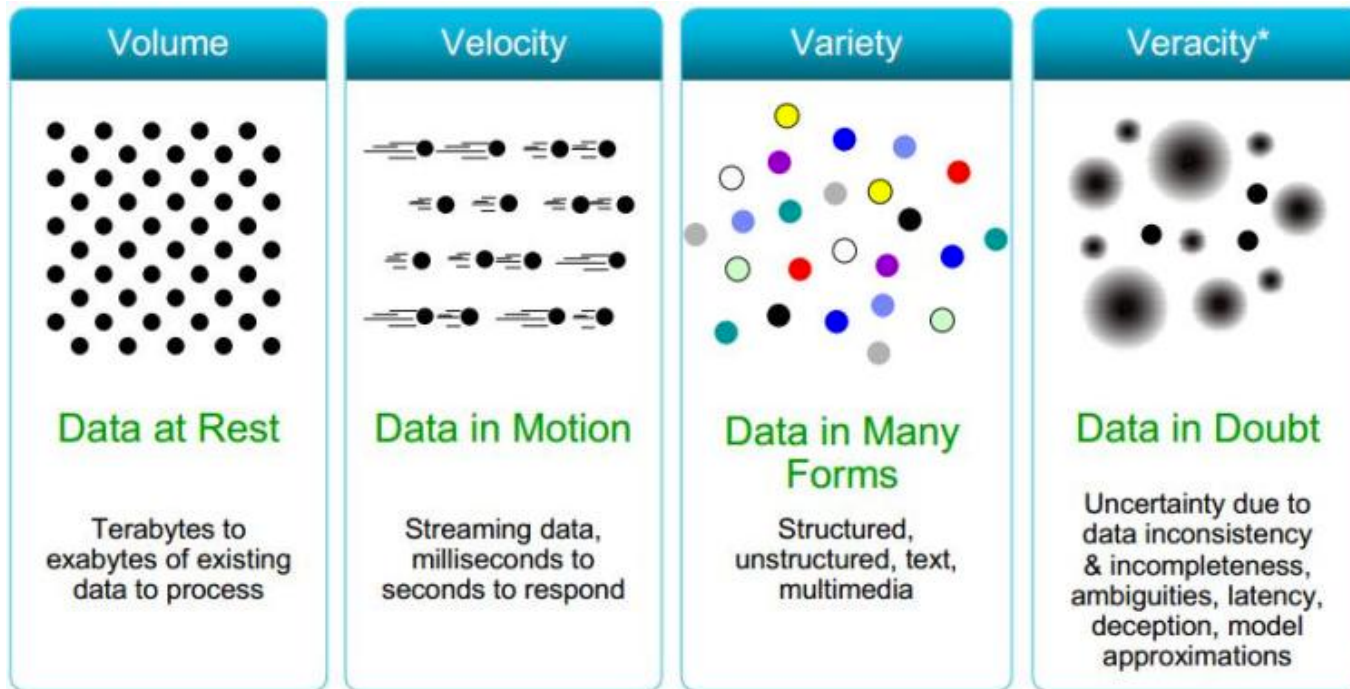 Volume
Data at Rest
Terabytes to
exabytes of existing
data to process
Velocity
Data in Motion
Streaming data,
milliseconds to
seconds to respond
Variety
Data in Many
Forms
Structured,
unstructured, text,
multimedia
Veracity*
Data in Doubt
Uncertainty due to
data inconsistency
& incompleteness,
ambiguities, latency,
deception, model
approximations